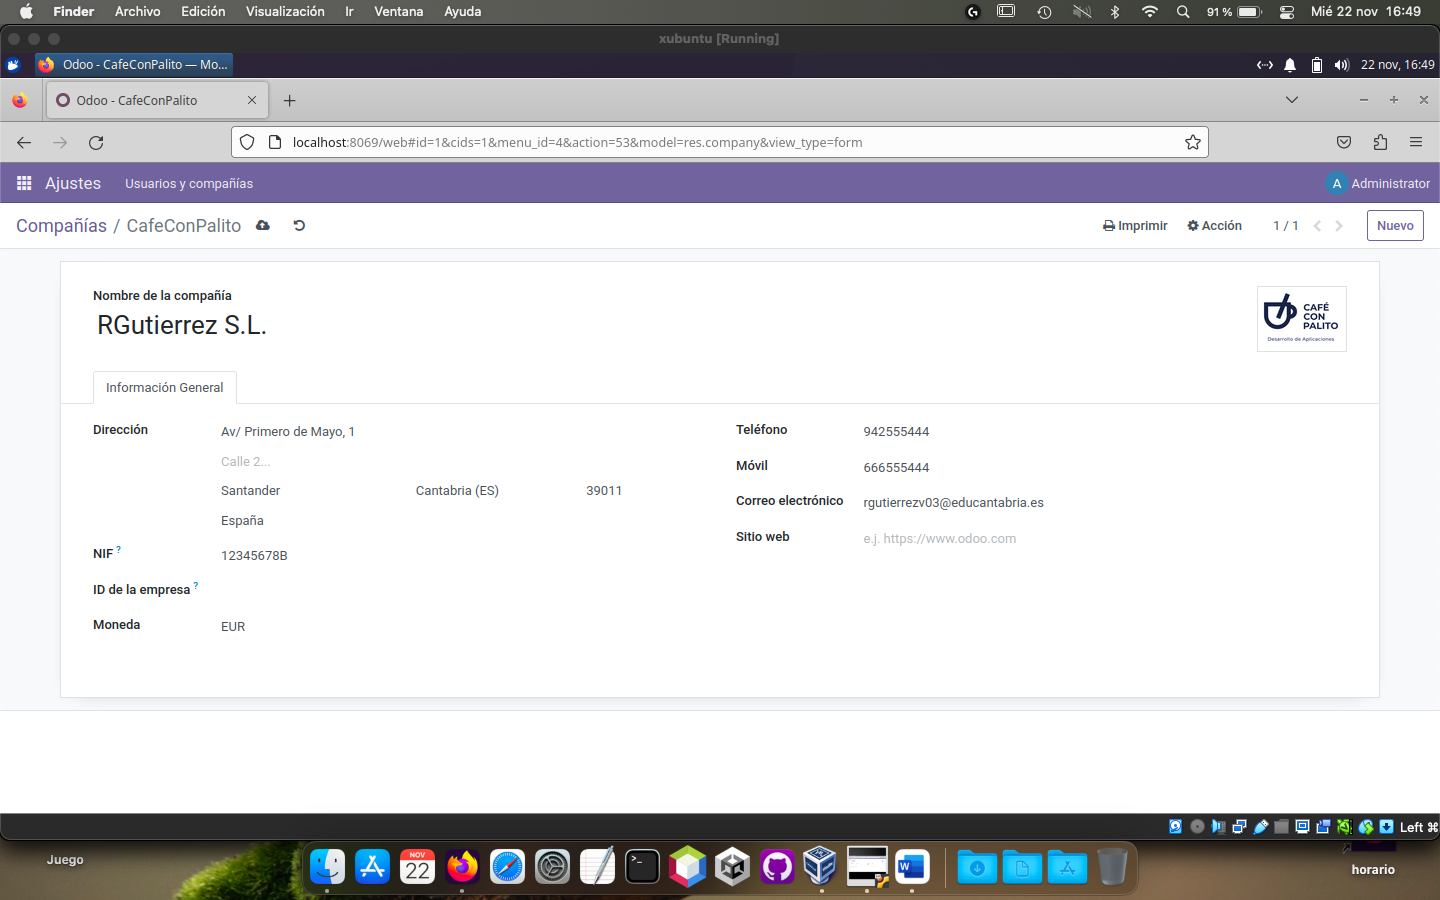 Finder Archivo Edición Visualización Ir Ventana Ayuda 91 % Mié 22 nov 16:49
xubuntu [Running]
Odoo - CafeConPalito — Mo... 22 nov, 16:49
Odoo - CafeConPalito
localhost:8069/web#id=1&cids=1&menu_id=4&action=53&model=res.company&view_type=form
Ajustes Usuarios y compañías A Administrator
Compañías / CafeConPalito Imprimir Acción 1 / 1 Nuevo
Nombre de la compañía
RGutierrez S.L.
CAFÉ
CON
PALITO
Desarrollo de Aplicaciones
Información General
Dirección Av/ Primero de Mayo, 1
Calle 2...
Santander Cantabria (ES) 39011
España
NIF ? 12345678B
ID de la empresa ?
Moneda EUR
Teléfono 942555444
Móvil 666555444
Correo electrónico rgutierrezv03@educantabria.es
Sitio web e.j. https://www.odoo.com
Left ⌘
Juego
NOV
22
W
horario